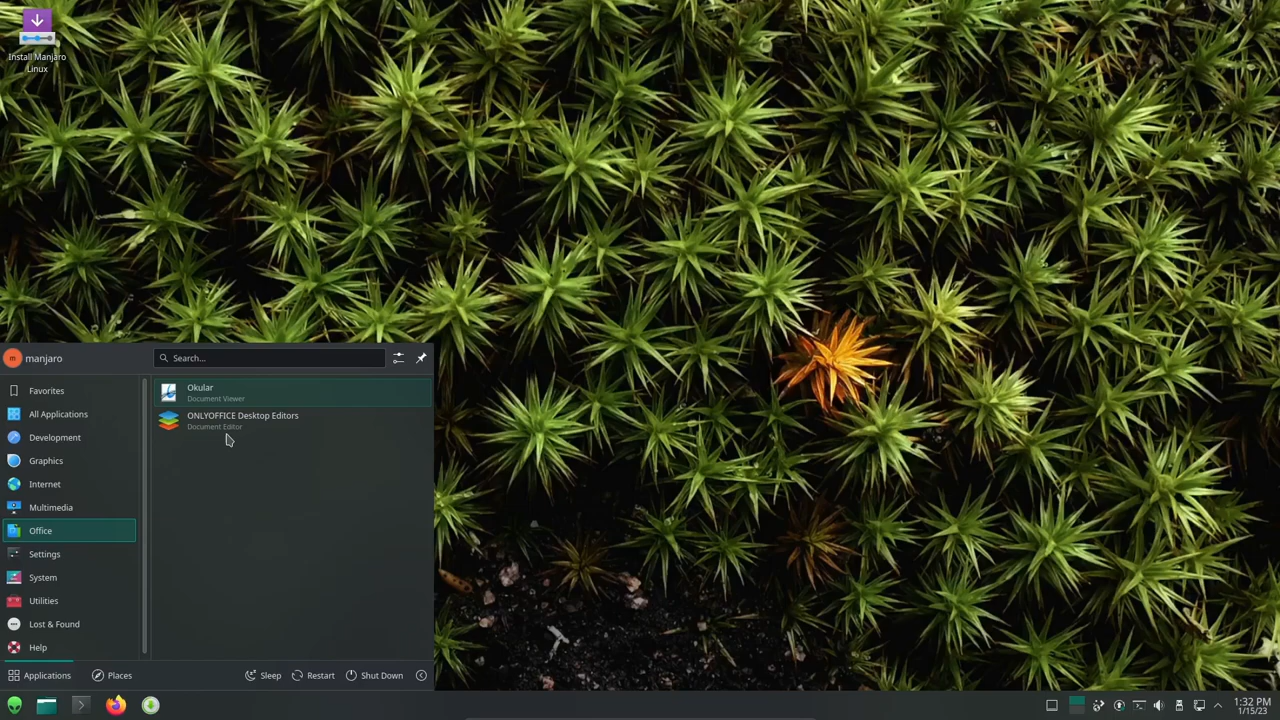 Install Manjaro
Linux
m
manjaro
Search...
Favorites
All Applications
Development
Graphics
Internet
Multimedia
Office
Settings
System
Utilities
Lost & Found
Help
Okular
Document Viewer
ONLYOFFICE Desktop Editors
Document Editor
Applications
Places
Sleep
Restart
Shut Down
1:32 PM
1/15/23